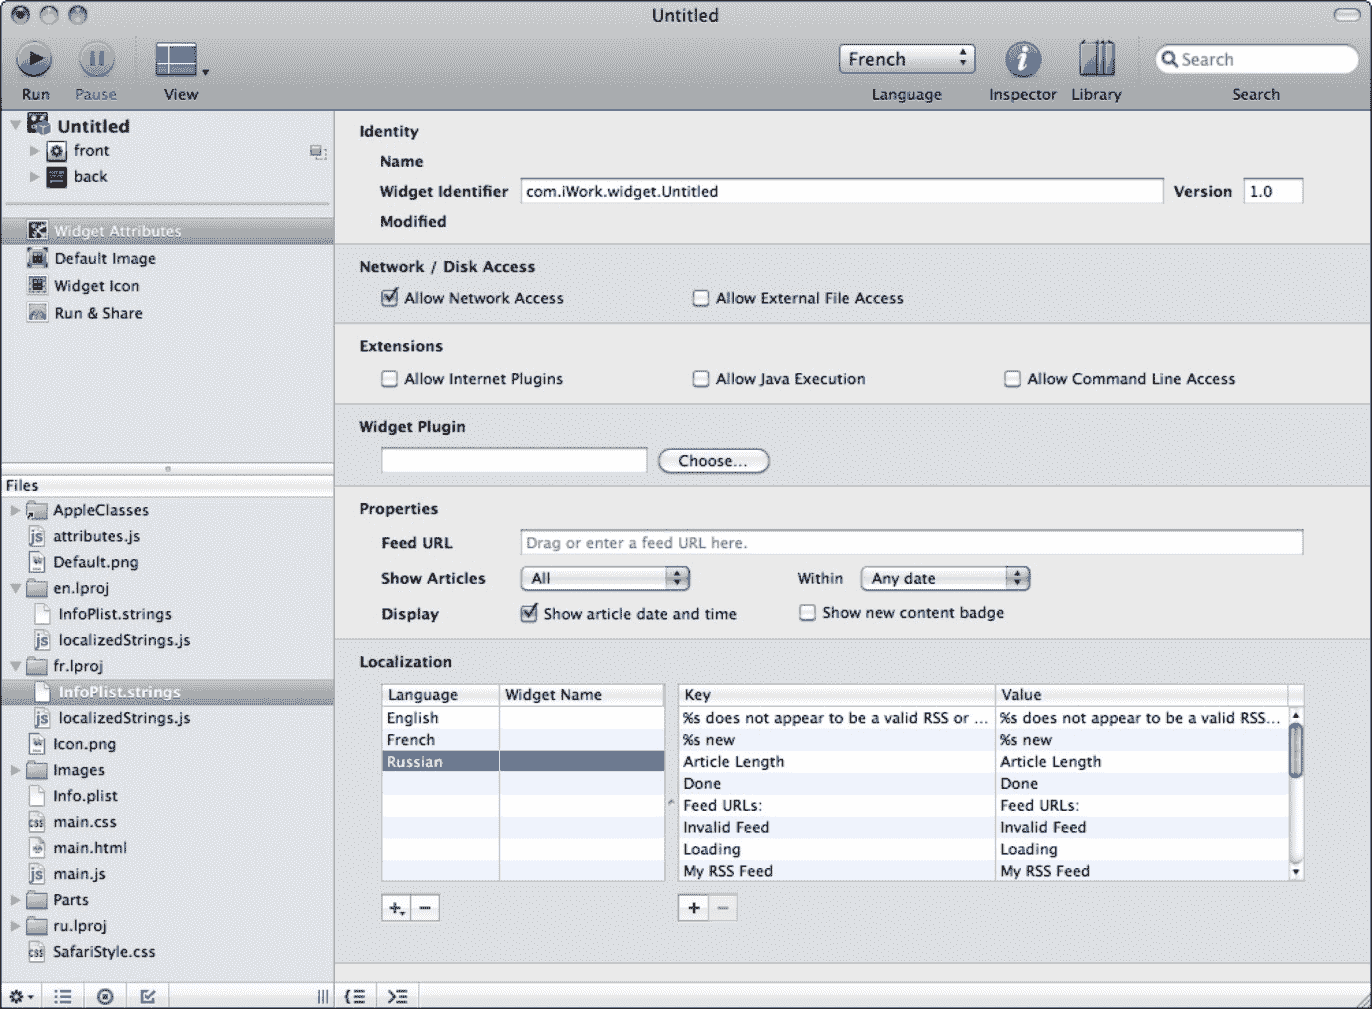 Untitled
Run
Pause
View
French
Language
Inspector
Library
Search
Search
Untitled
front
back
Widget Attributes
Default Image
Widget Icon
Run & Share
Files
AppleClasses
attributes.js
Default.png
en.lproj
InfoPlist.strings
localizedStrings.js
fr.lproj
InfoPlist.strings
localizedStrings.js
Icon.png
Images
Info.plist
main.css
main.html
main.js
Parts
ru.lproj
SafariStyle.css
Identity
Name
Widget Identifier com.iWork.widget.Untitled Version 1.0
Modified
Network / Disk Access
Allow Network Access Allow External File Access
Extensions
Allow Internet Plugins Allow Java Execution Allow Command Line Access
Widget Plugin
Choose...
Properties
Feed URL Drag or enter a feed URL here.
Show Articles All Within Any date
Display Show article date and time Show new content badge
Localization
Language Widget Name
English
French
Russian
Key Value
%s does not appear to be a valid RSS or ... %s does not appear to be a valid RSS...
%s new %s new
Article Length Article Length
Done Done
Feed URLs: Feed URLs:
Invalid Feed Invalid Feed
Loading Loading
My RSS Feed My RSS Feed